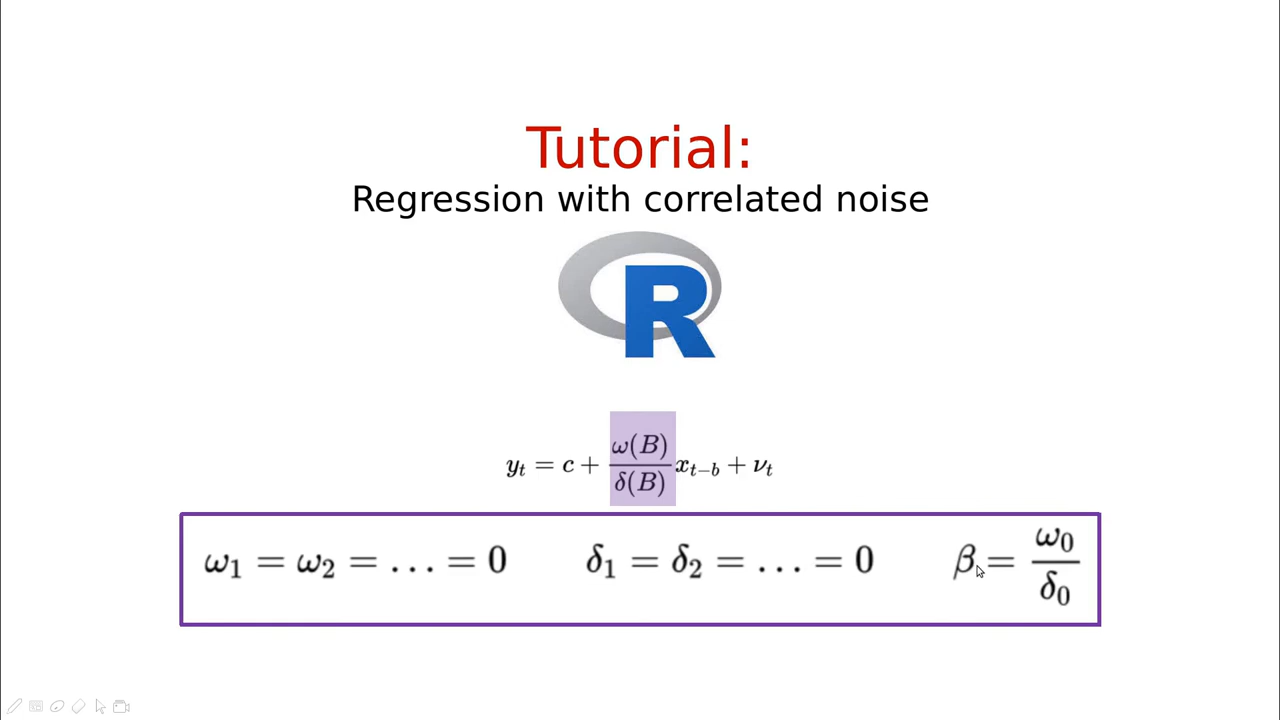 Tutorial:
Regression with correlated noise
R
y_t = c + ω(B)/δ(B) x_{t−b} + ν_t
ω_1 = ω_2 = … = 0 δ_1 = δ_2 = … = 0 β = ω_0/δ_0